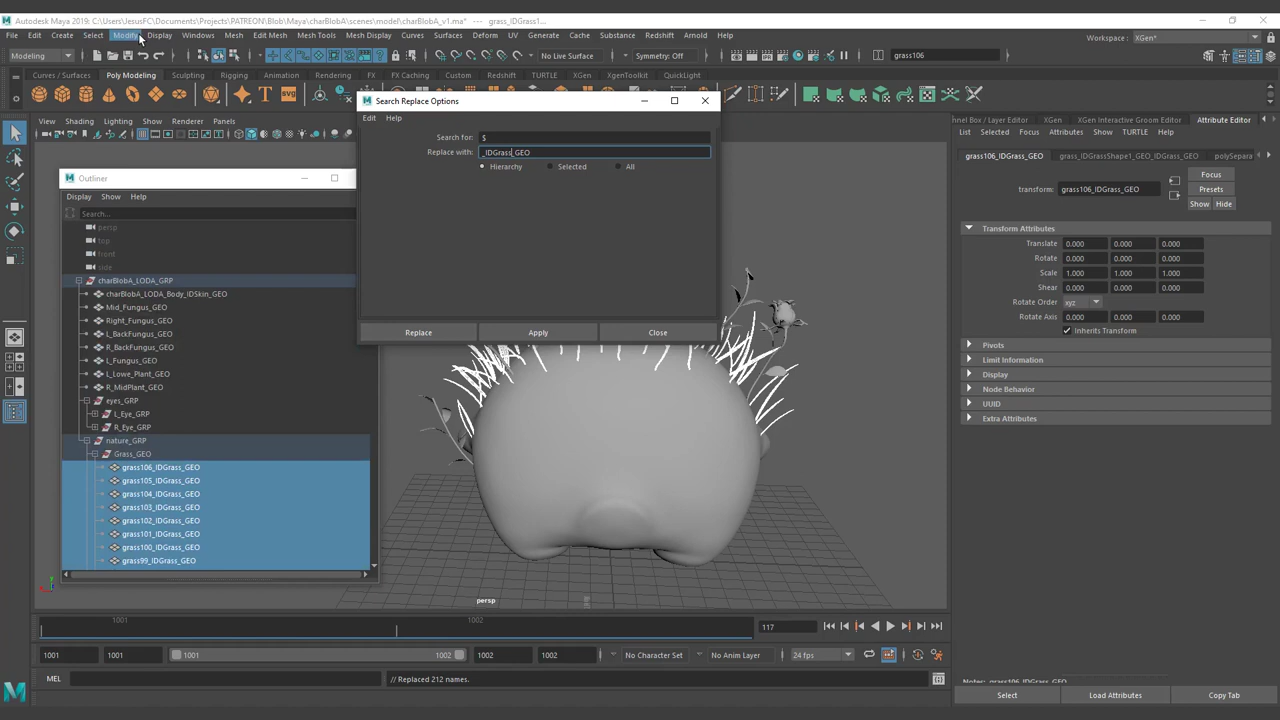 Autodesk Maya 2019: C:\Users\JesusFC\Documents\Projects\PATREON\Blob\Maya\charBlobA\scenes\model\charBlobA_v1.ma* --- grass_IDGrass1...
File Edit Create Select Modify Display Windows Mesh Edit Mesh Mesh Tools Mesh Display Curves Surfaces Deform UV Generate Cache Substance Redshift Arnold Help Workspace : XGen*
Modeling No Live Surface Symmetry: Off grass106
Curves / Surfaces Poly Modeling Sculpting Rigging Animation Rendering FX FX Caching Custom Redshift TURTLE XGen XgenToolkit QuickLight
Search Replace Options
Edit Help
Search for: $
Replace with: _IDGrass_GEO
Hierarchy Selected All
Replace Apply Close
View Shading Lighting Show Renderer Panels
Outliner
Display Show Help
Search...
persp
top
front
side
charBlobA_LODA_GRP
charBlobA_LODA_Body_IDSkin_GEO
Mid_Fungus_GEO
Right_Fungus_GEO
L_BackFungus_GEO
R_BackFungus_GEO
L_Fungus_GEO
L_Lowe_Plant_GEO
R_MidPlant_GEO
eyes_GRP
L_Eye_GRP
R_Eye_GRP
nature_GRP
Grass_GEO
grass106_IDGrass_GEO
grass105_IDGrass_GEO
grass104_IDGrass_GEO
grass103_IDGrass_GEO
grass102_IDGrass_GEO
grass101_IDGrass_GEO
grass100_IDGrass_GEO
grass99_IDGrass_GEO
persp
nnel Box / Layer Editor XGen XGen Interactive Groom Editor Attribute Editor
List Selected Focus Attributes Show TURTLE Help
grass106_IDGrass_GEO grass_IDGrassShape1_GEO_IDGrass_GEO polySepara
transform: grass106_IDGrass_GEO
Focus
Presets
Show Hide
Transform Attributes
Translate 0.000 0.000 0.000
Rotate 0.000 0.000 0.000
Scale 1.000 1.000 1.000
Shear 0.000 0.000 0.000
Rotate Order xyz
Rotate Axis 0.000 0.000 0.000
Inherits Transform
Pivots
Limit Information
Display
Node Behavior
UUID
Extra Attributes
Notes: grass106_IDGrass_GEO
Select Load Attributes Copy Tab
1001 1002 117
1001 1001 1001 1002 1002 1002 No Character Set No Anim Layer 24 fps
MEL // Replaced 212 names.